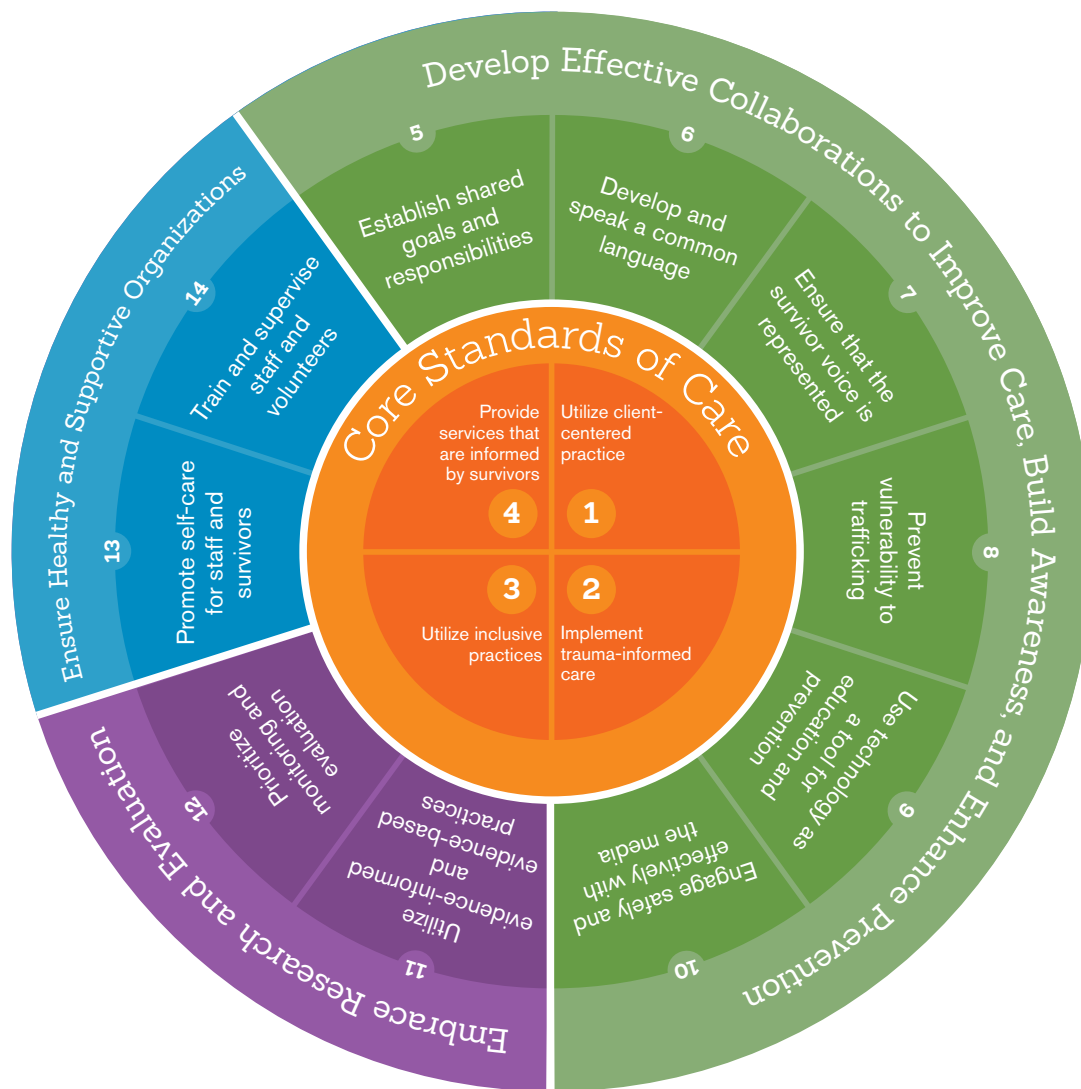 Core Standards of Care
1
Utilize client-
centered
practice
2
Implement
trauma-informed
care
3
Utilize inclusive
practices
4
Provide
services that
are informed
by survivors
Develop Effective Collaborations to Improve Care, Build Awareness, and Enhance Prevention
5
Establish shared
goals and
responsibilities
6
Develop and
speak a common
language
7
Ensure that the
survivor voice is
represented
8
Prevent
vulnerability to
trafficking
9
Use technology as
a tool for
education and
prevention
10
Engage safely and
effectively with
the media
Embrace Research and Evaluation
11
Utilize
evidence-informed
and
evidence-based
practices
12
Prioritize
monitoring and
evaluation
Ensure Healthy and Supportive Organizations
13
Promote self-care
for staff and
survivors
14
Train and supervise
staff and
volunteers